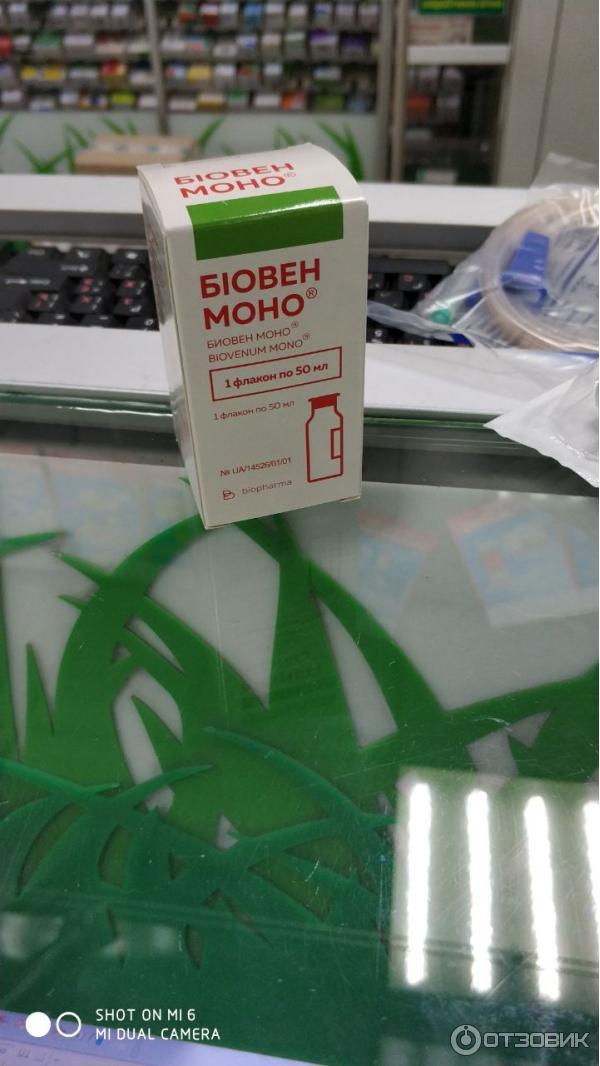 БІОВЕН
МОНО®
БІОВЕН
МОНО®
БИОВЕН МОНО®
BIOVENUM MONO®
1 флакон по 50 мл
1 флакон по 50 мл
№ UA/14526/01/01
biopharma
SHOT ON MI 6
MI DUAL CAMERA
ОТЗОВИК